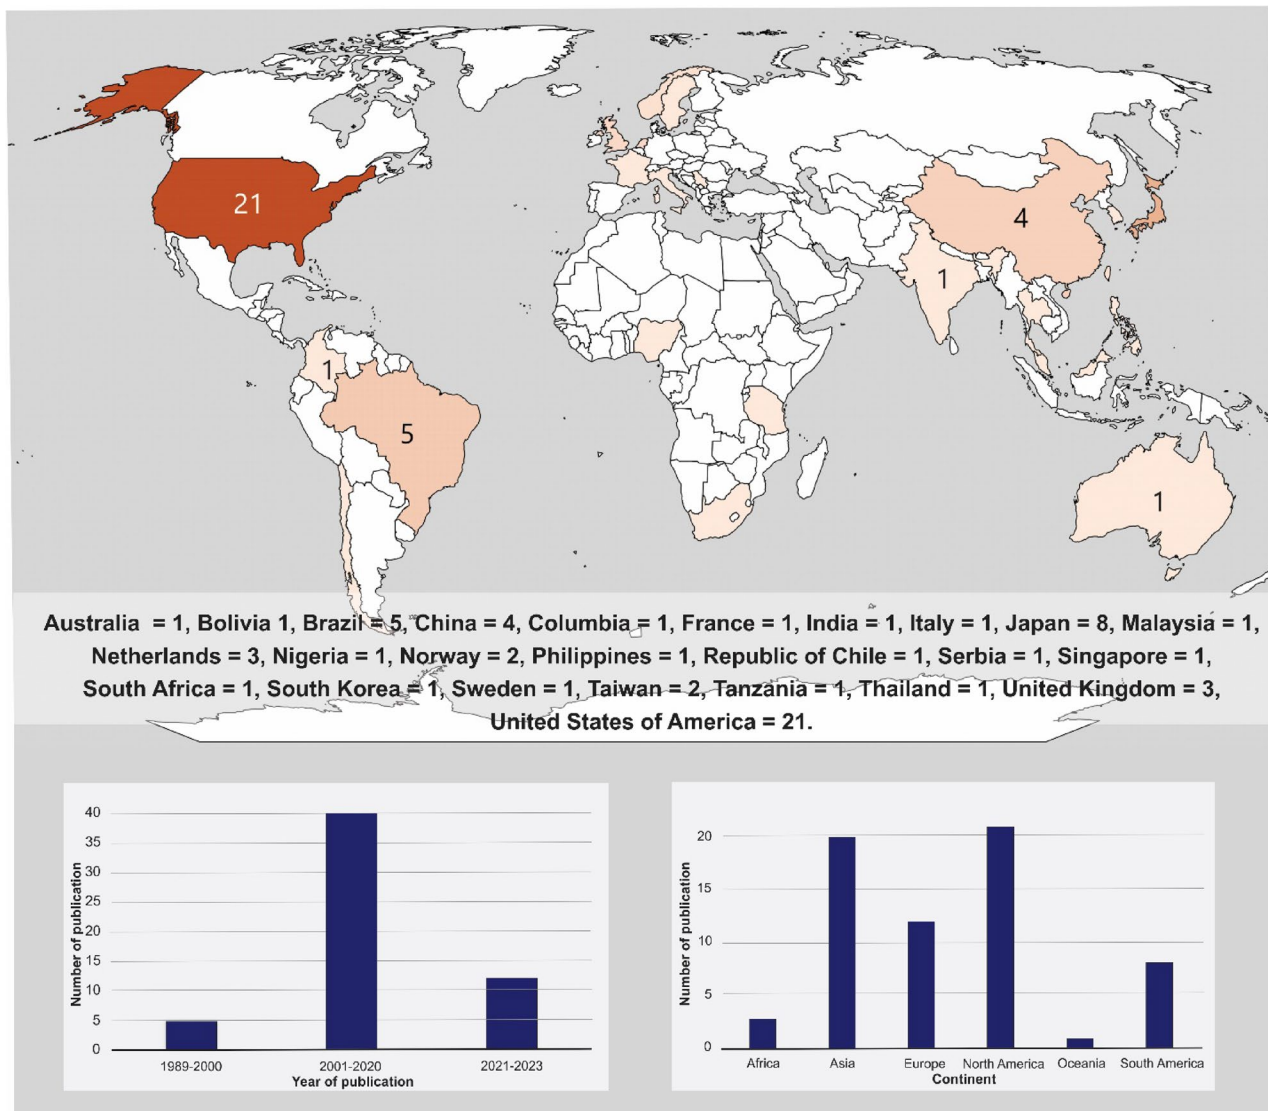 21
4
1
1
5
1
Australia = 1, Bolivia 1, Brazil = 5, China = 4, Columbia = 1, France = 1, India = 1, Italy = 1, Japan = 8, Malaysia = 1,
Netherlands = 3, Nigeria = 1, Norway = 2, Philippines = 1, Republic of Chile = 1, Serbia = 1, Singapore = 1,
South Africa = 1, South Korea = 1, Sweden = 1, Taiwan = 2, Tanzania = 1, Thailand = 1, United Kingdom = 3,
United States of America = 21.
Number of publication
40
35
30
25
20
15
10
5
0
1989-2000 2001-2020 2021-2023
Year of publication
Number of publication
20
15
10
5
0
Africa Asia Europe North America Oceania South America
Continent